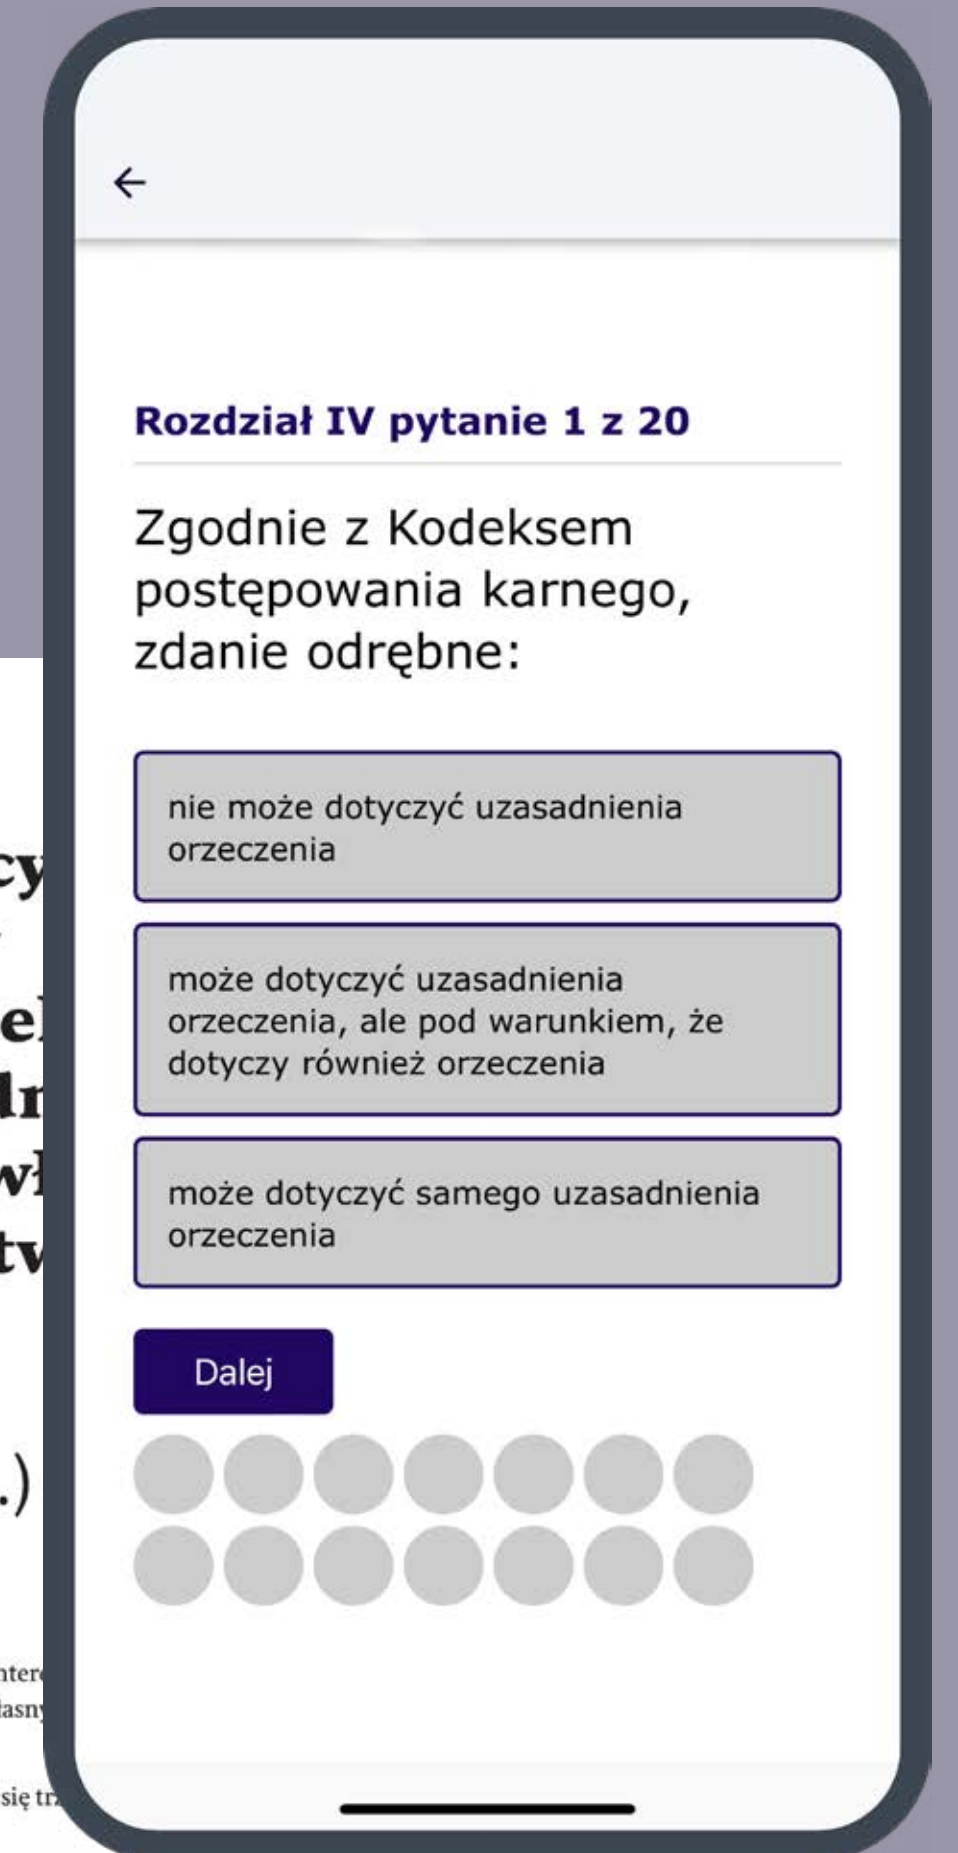 Rozdział IV pytanie 1 z 20
Zgodnie z Kodeksem
postępowania karnego,
zdanie odrębne:
nie może dotyczyć uzasadnienia
orzeczenia
może dotyczyć uzasadnienia
orzeczenia, ale pod warunkiem, że
dotyczy również orzeczenia
może dotyczyć samego uzasadnienia
orzeczenia
Dalej
.)
się